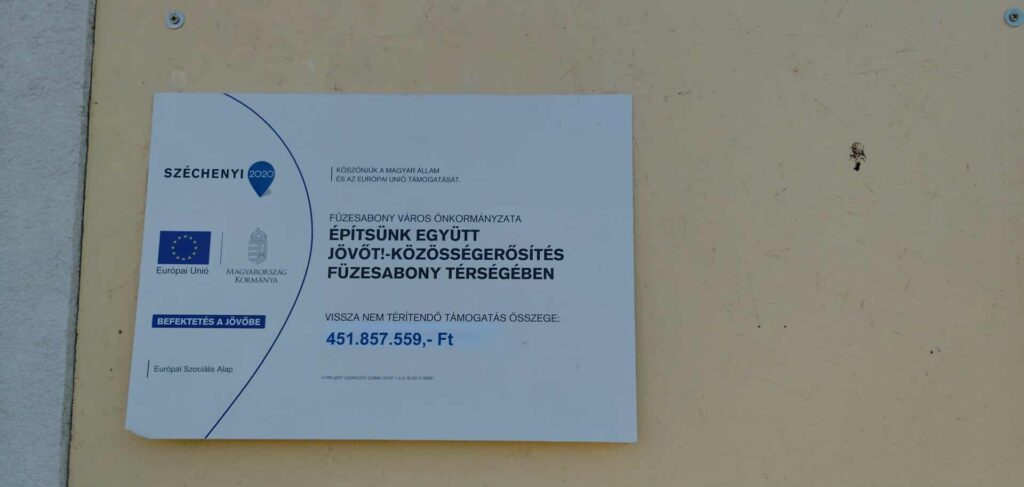 SZÉCHENYI 2020
KÖSZÖNJÜK A MAGYAR ÁLLAM
ÉS AZ EURÓPAI UNIÓ TÁMOGATÁSÁT.
Európai Unió
MAGYARORSZÁG
KORMÁNYA
BEFEKTETÉS A JÖVŐBE
Európai Szociális Alap
FÜZESABONY VÁROS ÖNKORMÁNYZATA
ÉPÍTSÜNK EGYÜTT
JÖVŐT!-KÖZÖSSÉGERŐSÍTÉS
FÜZESABONY TÉRSÉGÉBEN
VISSZA NEM TÉRÍTENDŐ TÁMOGATÁS ÖSSZEGE:
451.857.559,- Ft